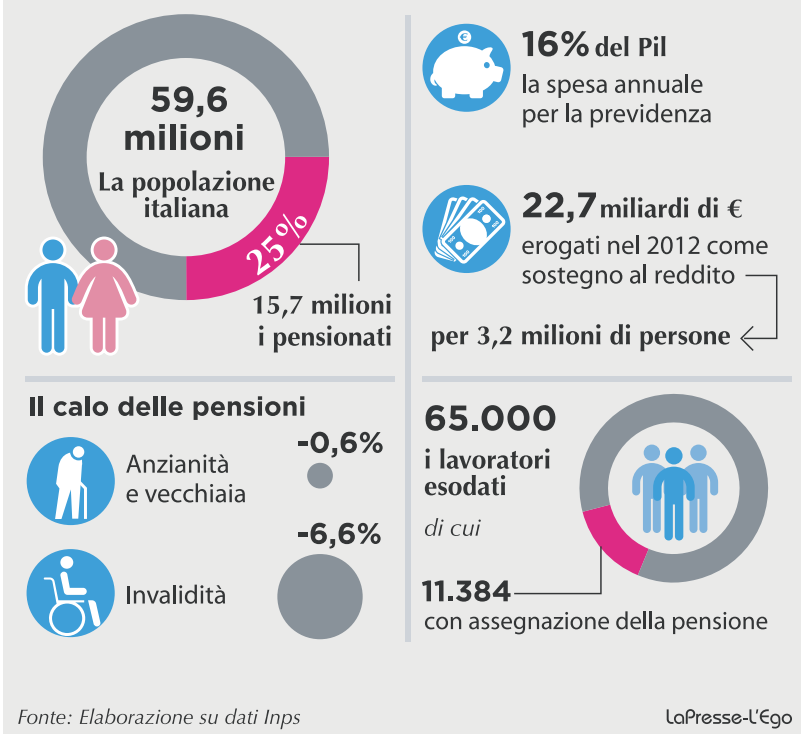 59,6
milioni
La popolazione
italiana
25%
15,7 milioni
i pensionati
16% del Pil
la spesa annuale
per la previdenza
22,7 miliardi di €
erogati nel 2012 come
sostegno al reddito
per 3,2 milioni di persone
Il calo delle pensioni
Anzianità
e vecchiaia
-0,6%
Invalidità
-6,6%
65.000
i lavoratori
esodati
di cui
11.384
con assegnazione della pensione
Fonte: Elaborazione su dati Inps
LaPresse-L'Ego